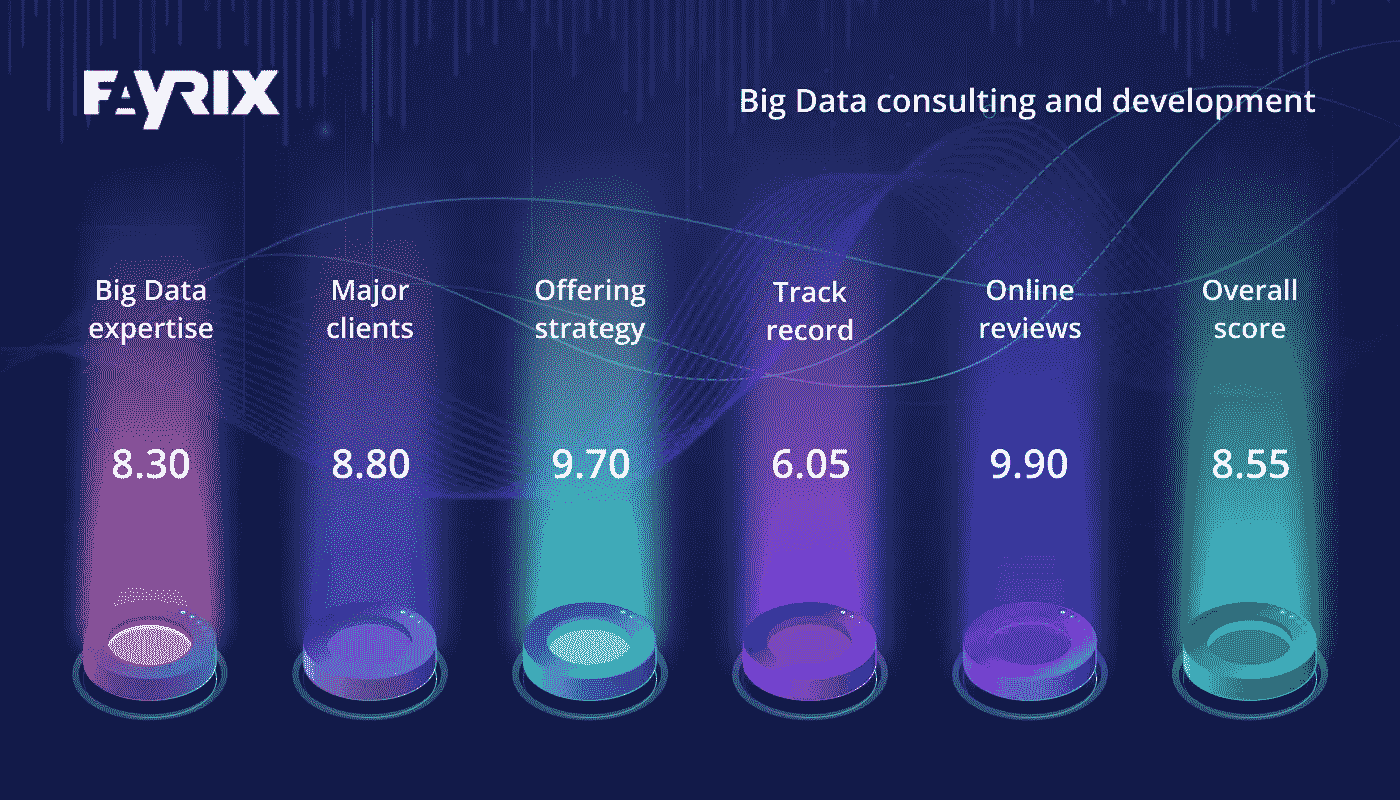 FAYRIX
Big Data consulting and development
Big Data
expertise
Major
clients
Offering
strategy
Track
record
Online
reviews
Overall
score
8.30
8.80
9.70
6.05
9.90
8.55